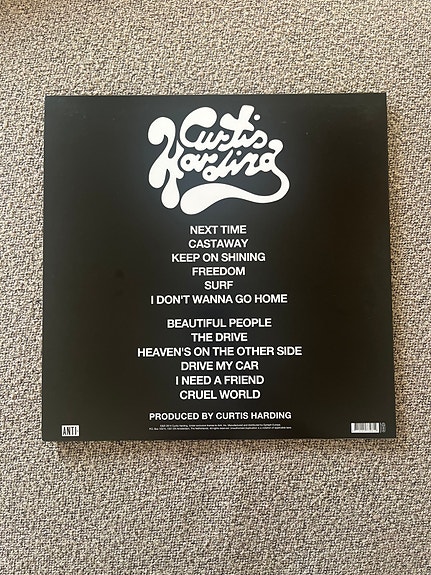 Curtis
Harding
NEXT TIME
CASTAWAY
KEEP ON SHINING
FREEDOM
SURF
I DON'T WANNA GO HOME
BEAUTIFUL PEOPLE
THE DRIVE
HEAVEN'S ON THE OTHER SIDE
DRIVE MY CAR
I NEED A FRIEND
CRUEL WORLD
PRODUCED BY CURTIS HARDING
ANTI-